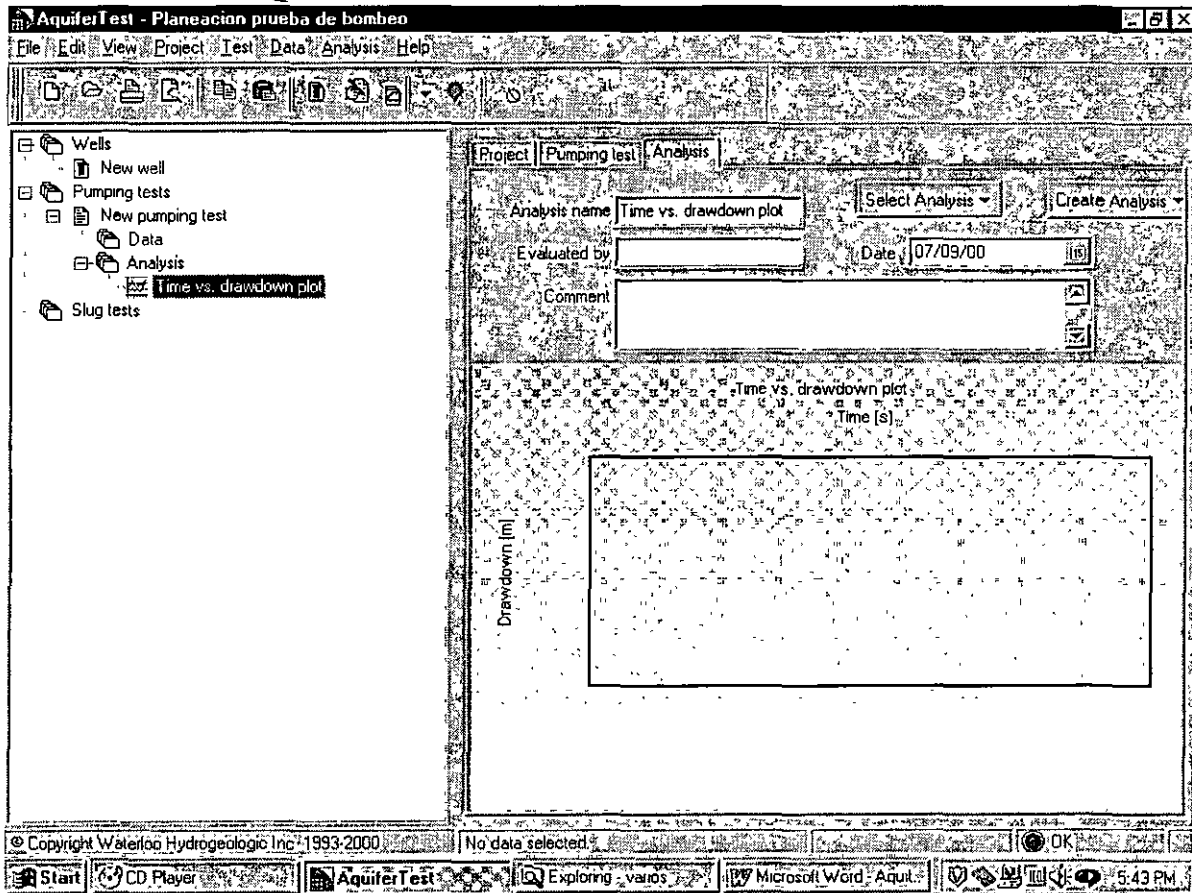 AquiferTest - Planeacion prueba de bombeo
File Edit View Project Test Data Analysis Help
Wells
New well
Pumping tests
New pumping test
Data
Analysis
Time vs. drawdown plot
Slug tests
Project Pumping test Analysis
Analysis name Time vs. drawdown plot Select Analysis Create Analysis
Evaluated by Date 07/09/00 15
Comment
Time vs. drawdown plot
Time [s]
Drawdown [m]
© Copyright Waterloo Hydrogeologic Inc. 1993-2000 No data selected. OK
Start CD Player AquiferTest Exploring - varios Microsoft Word - Aquit.. 5:43 PM